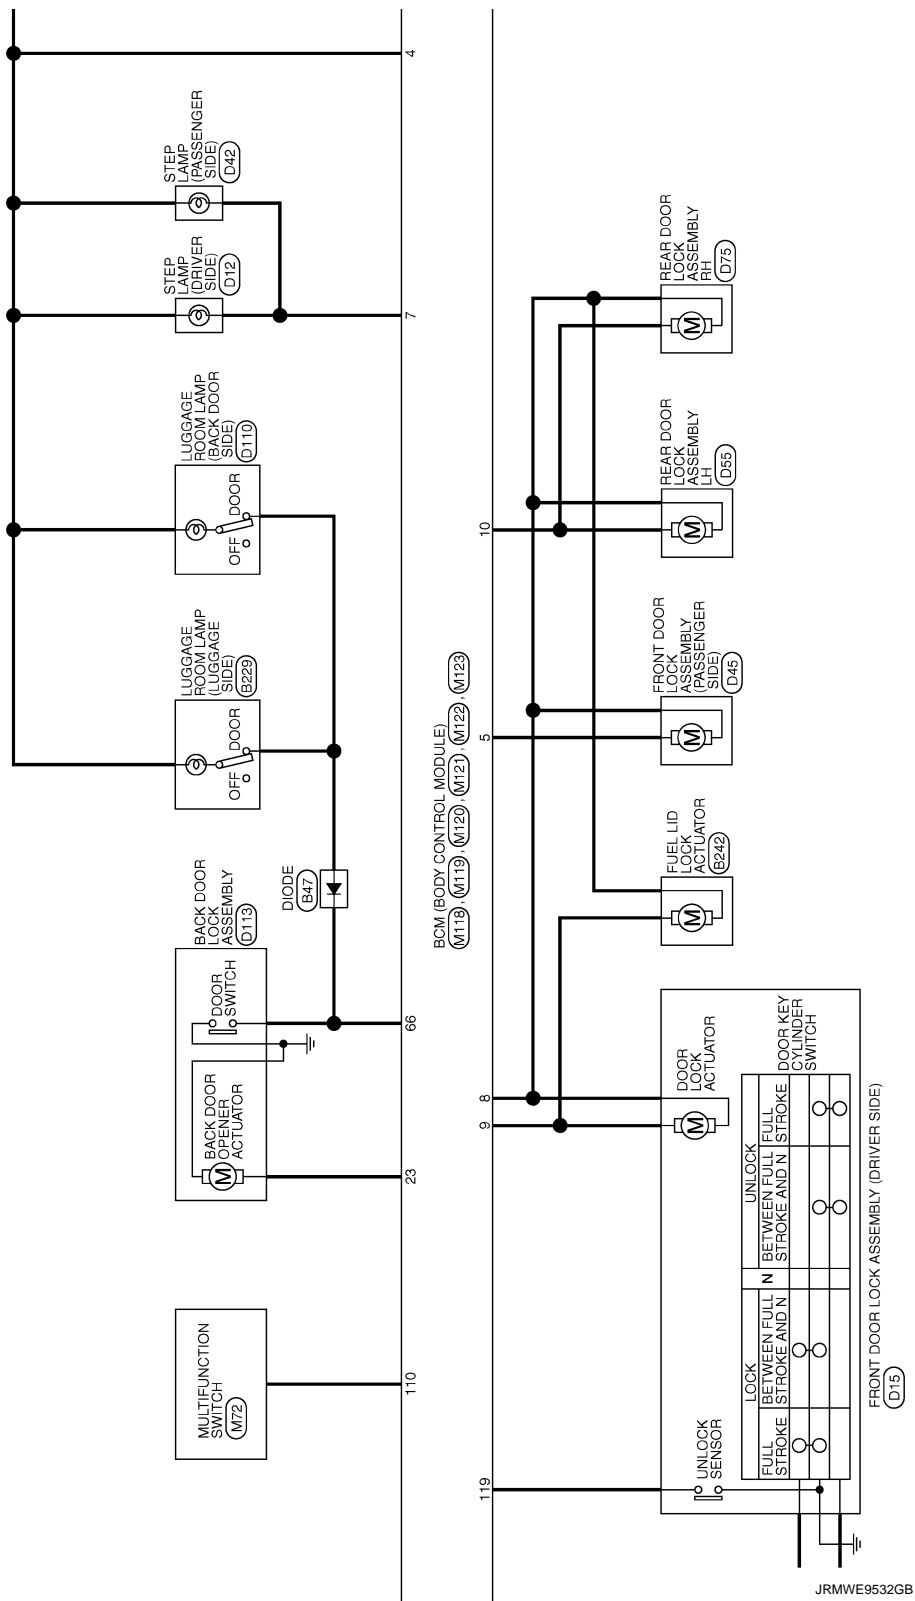 4
STEP
LAMP
(PASSENGER
SIDE)
D42
STEP
LAMP
(DRIVER
SIDE)
D12
7
LUGGAGE
ROOM LAMP
(BACK DOOR
SIDE)
D110
DOOR
OFF
LUGGAGE
ROOM LAMP
(LUGGAGE
SIDE)
B229
DOOR
OFF
DIODE
B47
BACK DOOR
LOCK
ASSEMBLY
D113
DOOR
SWITCH
BACK DOOR
OPENER
ACTUATOR
M
66
23
MULTIFUNCTION
SWITCH
M72
110
BCM (BODY CONTROL MODULE)
M118 , M119 , M120 , M121 , M122 , M123
REAR DOOR
LOCK
ASSEMBLY
RH
D75
M
REAR DOOR
LOCK
ASSEMBLY
LH
D55
M
10
FRONT DOOR
LOCK
ASSEMBLY
(PASSENGER
SIDE)
D45
M
5
FUEL LID
LOCK
ACTUATOR
B242
M
8
9
DOOR
LOCK
ACTUATOR
M
DOOR KEY
CYLINDER
SWITCH
LOCK
N
UNLOCK
FULL
STROKE
BETWEEN FULL
STROKE AND N
BETWEEN FULL
STROKE AND N
FULL
STROKE
UNLOCK
SENSOR
119
FRONT DOOR LOCK ASSEMBLY (DRIVER SIDE)
D15
JRMWE9532GB